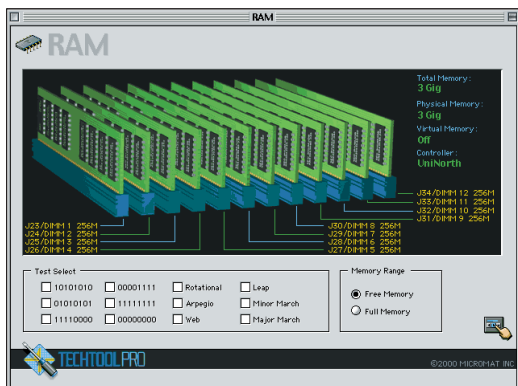 RAM
RAM
Total Memory:
3 Gig
Physical Memory:
3 Gig
Virtual Memory:
Off
Controller:
UniNorth
J23/DIMM 1 256M
J24/DIMM 2 256M
J25/DIMM 3 256M
J26/DIMM 4 256M
J30/DIMM 8 256M
J29/DIMM 7 256M
J28/DIMM 6 256M
J27/DIMM 5 256M
J34/DIMM 12 256M
J33/DIMM 11 256M
J32/DIMM 10 256M
J31/DIMM 9 256M
Test Select
10101010 00001111 Rotational Leap
01010101 11111111 Arpegio Minor March
11110000 00000000 Web Major March
Memory Range
Free Memory
Full Memory
TECHTOOL PRO
©2000 MICROMAT INC